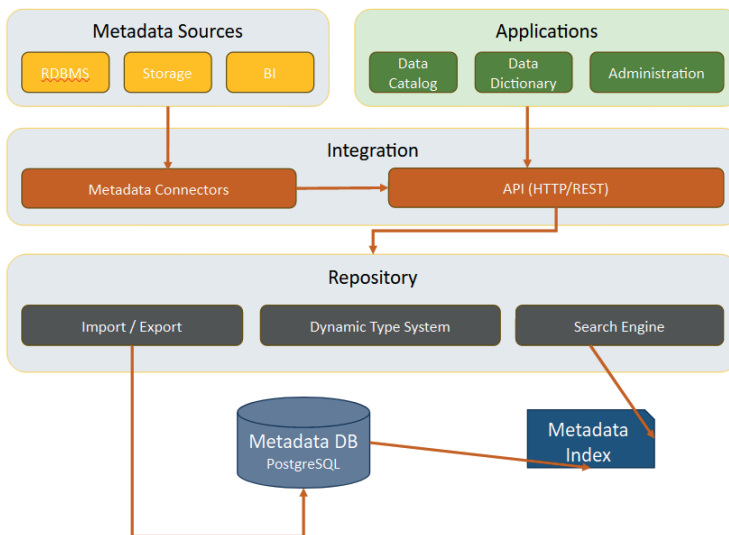 Metadata Sources
RDBMS
Storage
BI
Applications
Data
Catalog
Data
Dictionary
Administration
Integration
Metadata Connectors
API (HTTP/REST)
Repository
Import / Export
Dynamic Type System
Search Engine
Metadata DB
PostgreSQL
Metadata
Index